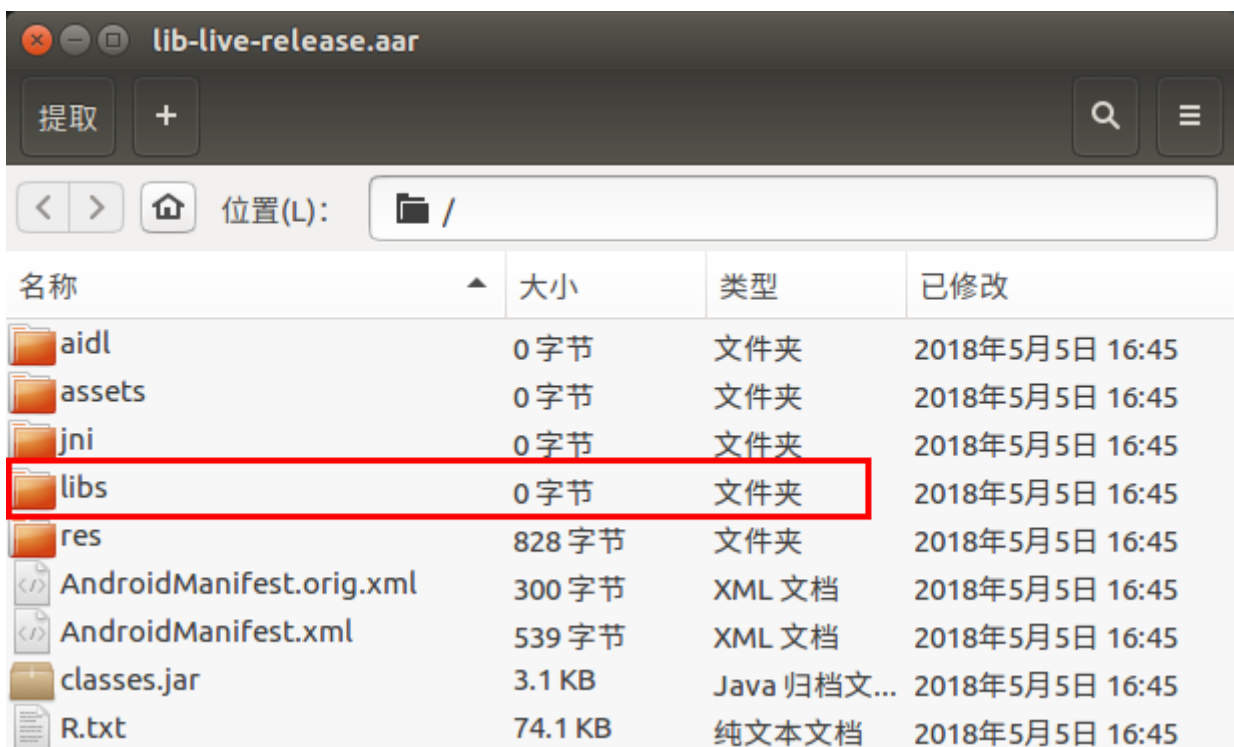 lib-live-release.aar
提取 +
位置(L)： /
名称 大小 类型 已修改
aidl 0 字节 文件夹 2018年5月5日 16:45
assets 0 字节 文件夹 2018年5月5日 16:45
jni 0 字节 文件夹 2018年5月5日 16:45
libs 0 字节 文件夹 2018年5月5日 16:45
res 828 字节 文件夹 2018年5月5日 16:45
AndroidManifest.orig.xml 300 字节 XML 文档 2018年5月5日 16:45
AndroidManifest.xml 539 字节 XML 文档 2018年5月5日 16:45
classes.jar 3.1 KB Java 归档文... 2018年5月5日 16:45
R.txt 74.1 KB 纯文本文档 2018年5月5日 16:45